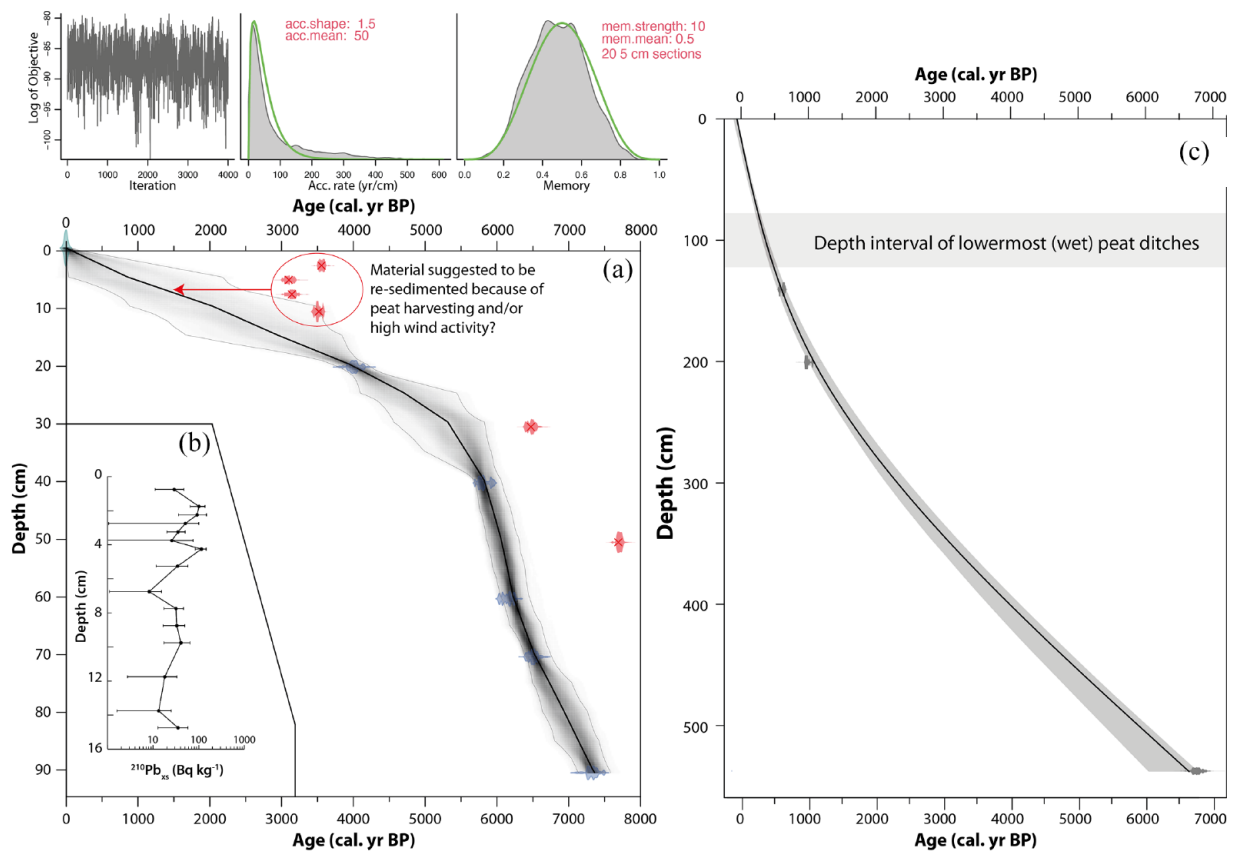 -80
-85
-90
-95
-100
Log of Objective
0 1000 2000 3000 4000
Iteration
acc.shape: 1.5
acc.mean: 50
0 100 200 300 400 500 600
Acc. rate (yr/cm)
mem.strength: 10
mem.mean: 0.5
20 5 cm sections
0.0 0.2 0.4 0.6 0.8 1.0
Memory
Age (cal. yr BP)
0 1000 2000 3000 4000 5000 6000 7000 8000
(a)
Material suggested to be
re-sedimented because of
peat harvesting and/or
high wind activity?
0
10
20
30
40
50
60
70
80
90
Depth (cm)
(b)
0
4
8
12
16
Depth (cm)
10 100 1000
²¹⁰Pbₓₛ (Bq kg⁻¹)
0 1000 2000 3000 4000 5000 6000 7000 8000
Age (cal. yr BP)
Age (cal. yr BP)
0 1000 2000 3000 4000 5000 6000 7000
(c)
Depth interval of lowermost (wet) peat ditches
0
100
200
300
400
500
Depth (cm)
0 1000 2000 3000 4000 5000 6000 7000
Age (cal. yr BP)